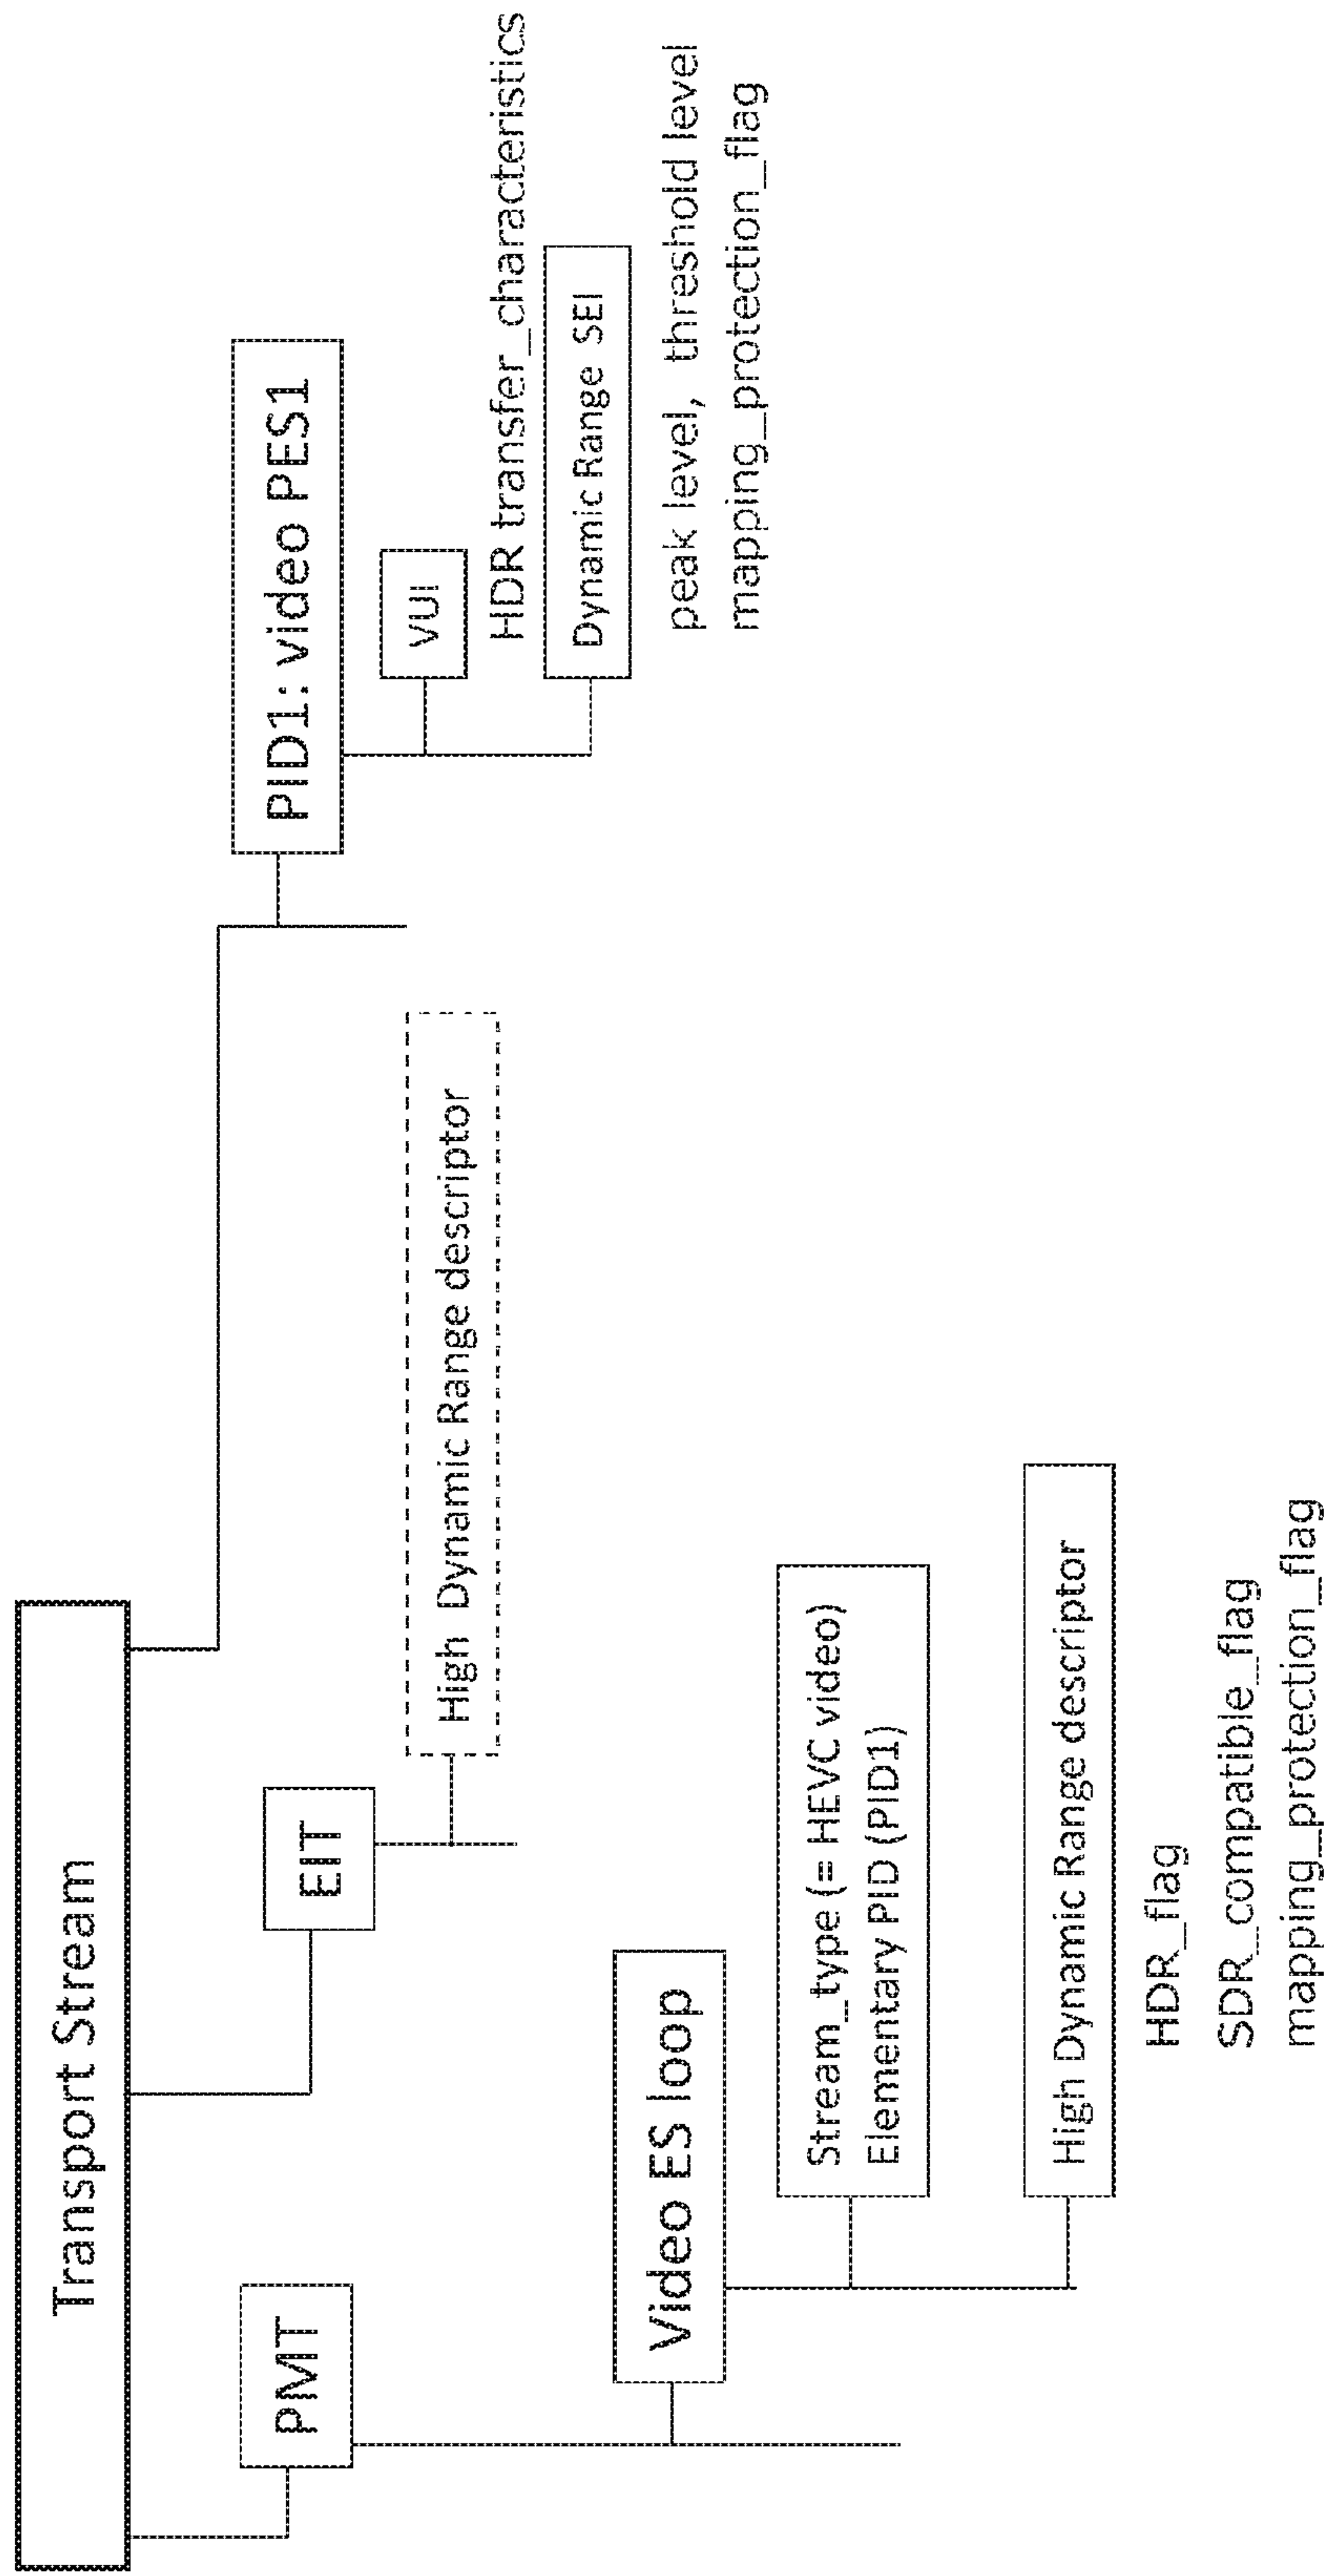 Transport Stream
PMT
Video ES loop
Stream_type (= HEVC video)
Elementary PID (PID1)
High Dynamic Range descriptor
HDR_flag
SDR_compatible_flag
mapping_protection_flag
EIT
High Dynamic Range descriptor
PID1: video PES1
VUI
HDR transfer_characteristics
Dynamic Range SEI
peak level, threshold level
mapping_protection_flag